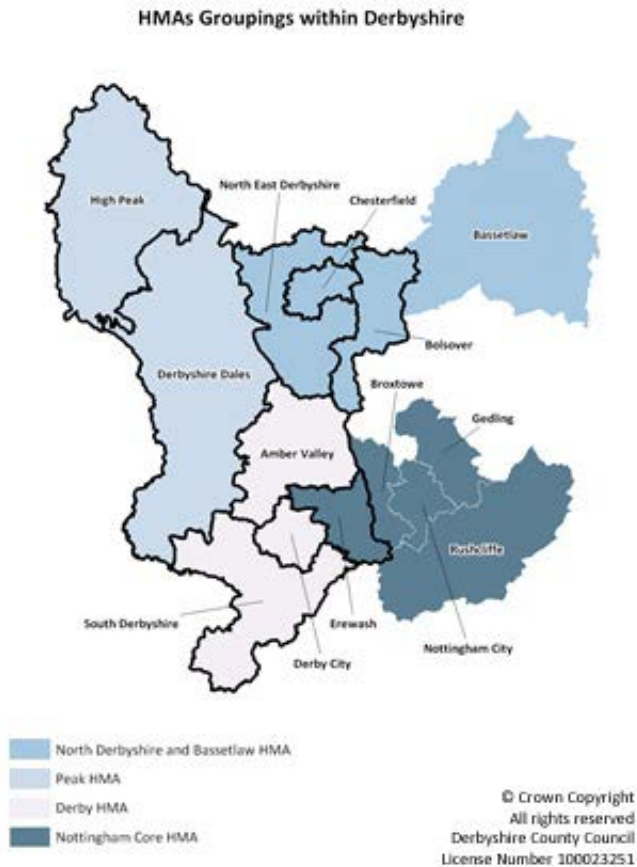 HMAs Groupings within Derbyshire
North East Derbyshire
High Peak
Chesterfield
Bassetlaw
Bolsover
Derbyshire Dales
Broxtowe
Gedling
Amber Valley
Rushcliffe
South Derbyshire
Erewash
Nottingham City
Derby City
North Derbyshire and Bassetlaw HMA
Peak HMA
Derby HMA
Nottingham Core HMA
© Crown Copyright
All rights reserved
Derbyshire County Council
License Number 100023251